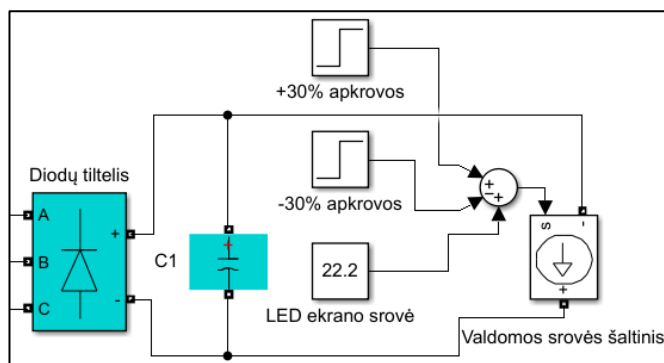 +30% apkrovos
Diodų tiltelis
A
B
C
+
-
C1
+
-30% apkrovos
22.2
LED ekrano srovė
+
-
+
s
-
+
Valdomos srovės šaltinis